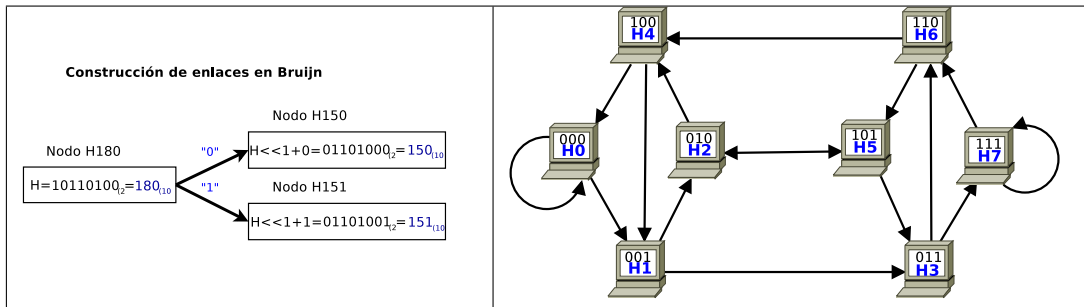 Construcción de enlaces en Bruijn
Nodo H150
Nodo H180
"0"
H<<1+0=01101000(2=150(10
H=10110100(2=180(10
"1"
Nodo H151
H<<1+1=01101001(2=151(10
100
H4
110
H6
000
H0
010
H2
101
H5
111
H7
001
H1
011
H3